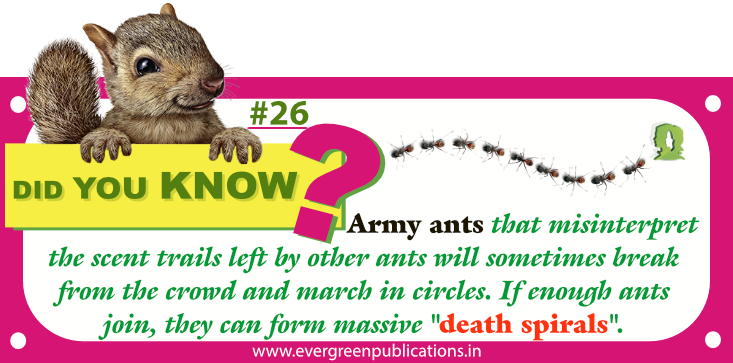 #26
DID YOU KNOW ?
Army ants that misinterpret
the scent trails left by other ants will sometimes break
from the crowd and march in circles. If enough ants
join, they can form massive "death spirals".
www.evergreenpublications.in